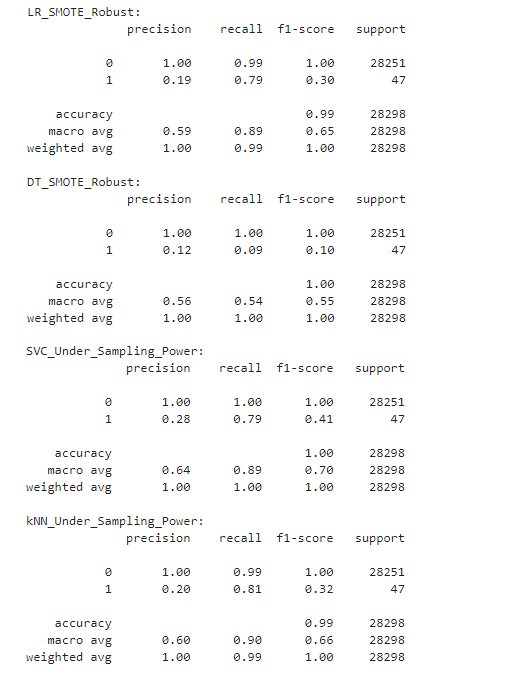 LR_SMOTE_Robust:
precision recall f1-score support
0 1.00 0.99 1.00 28251
1 0.19 0.79 0.30 47
accuracy 0.99 28298
macro avg 0.59 0.89 0.65 28298
weighted avg 1.00 0.99 1.00 28298
DT_SMOTE_Robust:
precision recall f1-score support
0 1.00 1.00 1.00 28251
1 0.12 0.09 0.10 47
accuracy 1.00 28298
macro avg 0.56 0.54 0.55 28298
weighted avg 1.00 1.00 1.00 28298
SVC_Under_Sampling_Power:
precision recall f1-score support
0 1.00 1.00 1.00 28251
1 0.28 0.79 0.41 47
accuracy 1.00 28298
macro avg 0.64 0.89 0.70 28298
weighted avg 1.00 1.00 1.00 28298
kNN_Under_Sampling_Power:
precision recall f1-score support
0 1.00 0.99 1.00 28251
1 0.20 0.81 0.32 47
accuracy 0.99 28298
macro avg 0.60 0.90 0.66 28298
weighted avg 1.00 0.99 1.00 28298